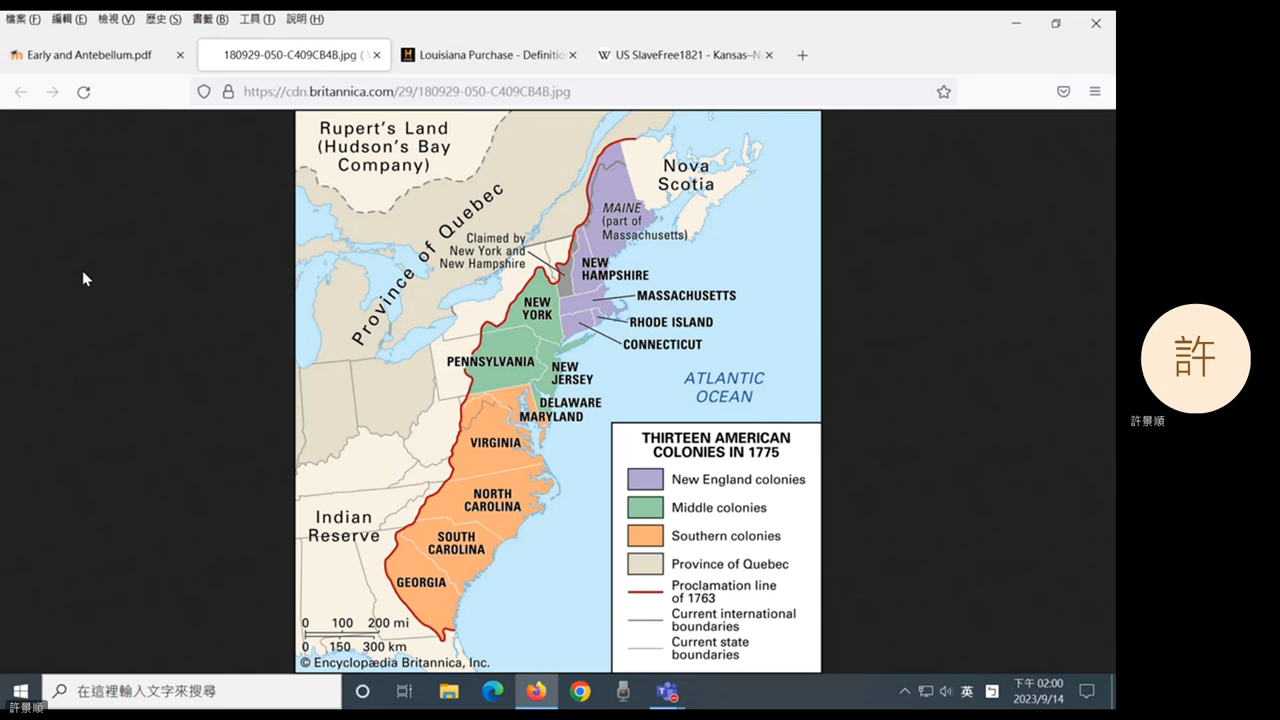 檔案 (F) 編輯(E) 檢視(V) 歷史(S) 書籤(B) 工具(T) 說明(H)
Early and Antebellum.pdf
180929-050-C409CB4B.jpg (
Louisiana Purchase - Definitio
W US SlaveFree1821 - Kansas–N
https://cdn.britannica.com/29/180929-050-C409CB4B.jpg
Rupert's Land
(Hudson's Bay
Company)
Province of Quebec
Nova
Scotia
MAINE
(part of
Massachusetts)
Claimed by
New York and
New Hampshire
NEW
HAMPSHIRE
MASSACHUSETTS
NEW
YORK
RHODE ISLAND
CONNECTICUT
PENNSYLVANIA
NEW
JERSEY
ATLANTIC
OCEAN
DELAWARE
MARYLAND
VIRGINIA
NORTH
CAROLINA
Indian
Reserve
SOUTH
CAROLINA
GEORGIA
THIRTEEN AMERICAN
COLONIES IN 1775
New England colonies
Middle colonies
Southern colonies
Province of Quebec
Proclamation line
of 1763
Current international
boundaries
Current state
boundaries
0 100 200 mi
0 150 300 km
© Encyclopædia Britannica, Inc.
許
許景順
在這裡輸入文字來搜尋
英
下午 02:00
2023/9/14
許景順